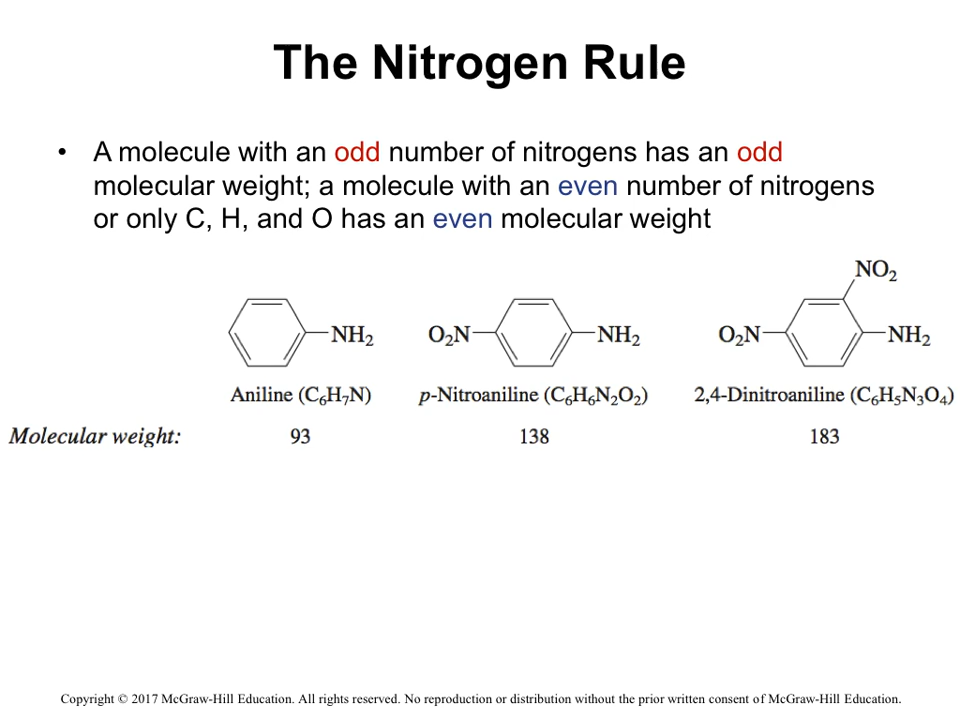 The Nitrogen Rule
• A molecule with an odd number of nitrogens has an odd
molecular weight; a molecule with an even number of nitrogens
or only C, H, and O has an even molecular weight
NO₂
NH₂ O₂N NH₂ O₂N NH₂
Aniline (C₆H₇N) p-Nitroaniline (C₆H₆N₂O₂) 2,4-Dinitroaniline (C₆H₅N₃O₄)
Molecular weight: 93 138 183
Copyright © 2017 McGraw-Hill Education. All rights reserved. No reproduction or distribution without the prior written consent of McGraw-Hill Education.